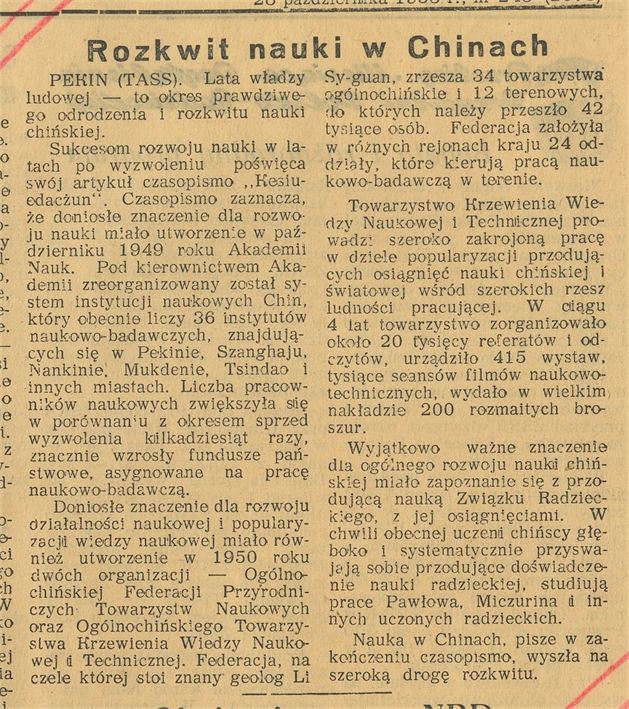 Rozkwit nauki w Chinach
PEKIN (TASS). Lata władzy
ludowej — to okres prawdziwe-
go odrodzenia i rozkwitu nauki
chińskiej.
Sukcesom rozwoju nauki w la-
tach po wyzwoleniu poświęca
swój artykuł czasopismo ,,Kesiu-
edacżun". Czasopismo zaznacza,
że doniosłe znaczenie dla rozwo-
ju nauki miało utworzenie w paź-
dzierniku 1949 roku Akademii
Nauk. Pod kierownictwem Aka-
demii zreorganizowany został sy-
stem instytucji naukowych Chin,
który obecnie liczy 36 instytutów
naukowo-badawczych, znajdują-
cych się w Pekinie, Szanghaju,
Nankinie, Mukdenie, Tsindao i
innych miastach. Liczba pracow-
ników naukowych zwiększyła się
w porównaniu z okresem sprzed
wyzwolenia kilkadziesiąt razy,
znacznie wzrosły fundusze pań-
stwowe, asygnowane na pracę
naukowo-badawczą.
Doniosłe znaczenie dla rozwoju
działalności naukowej i populary-
zacji wiedzy naukowej miało rów-
nież utworzenie w 1950 roku
dwóch organizacji — Ogólno-
chińskiej Federacji Przyrodni-
czych Towarzystw Naukowych
oraz Ogólnochińskiego Towarzy-
stwa Krzewienia Wiedzy Nauko-
wej i Technicznej. Federacja, na
czele której stoi znany geolog Li
Sy-guan, zrzesza 34 towarzystwa
ogólnochińskie i 12 terenowych,
do których należy przeszło 42
tysiące osób. Federacja założyła
w różnych rejonach kraju 24 od-
działy, które kierują pracą nau-
kowo-badawczą w terenie.
Towarzystwo Krzewienia Wie-
dzy Naukowej i Technicznej pro-
wadzi szeroko zakrojoną pracę
w dziele popularyzacji przodują-
cych osiągnięć nauki chińskiej i
światowej wśród szerokich rzesz
ludności pracującej. W ciągu
4 lat towarzystwo zorganizowało
około 20 tysięcy referatów i od-
czytów, urządziło 415 wystaw,
tysiące seansów filmów naukowo-
technicznych, wydało w wielkim
nakładzie 200 rozmaitych bro-
szur.
Wyjątkowo ważne znaczenie
dla ogólnego rozwoju nauki chiń-
skiej miało zapoznanie się z przo-
dującą nauką Związku Radziec-
kiego, z jej osiągnięciami. W
chwili obecnej uczeni chińscy głę-
boko i systematycznie przyswa-
jają sobie przodujące doświadcze-
nie nauki radzieckiej, studiują
prace Pawłowa, Miczurina i in-
nych uczonych radzieckich.
Nauka w Chinach, pisze w za-
kończeniu czasopismo, wyszła na
szeroką drogę rozkwitu.